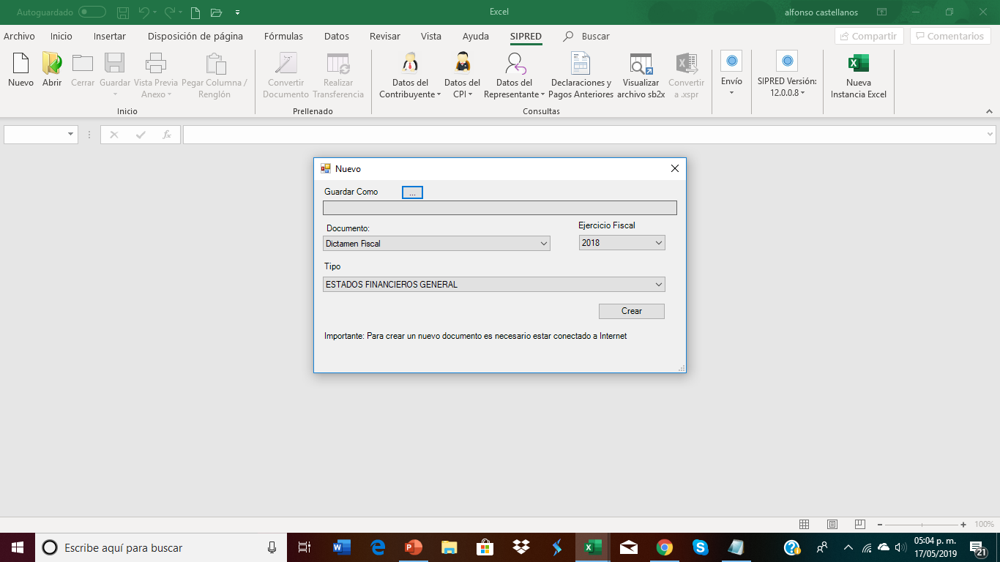 Autoguardado
Excel
alfonso castellanos
Archivo Inicio Insertar Disposición de página Fórmulas Datos Revisar Vista Ayuda SIPRED Buscar
Compartir Comentarios
Nuevo Abrir Cerrar Guardar Vista Previa Anexo Pegar Columna / Renglón
Convertir Documento Realizar Transferencia
Datos del Contribuyente Datos del CPI Datos del Representante Declaraciones y Pagos Anteriores Visualizar archivo sb2x Convertir a .xspr
Envío
SIPRED Versión: 12.0.0.8
Nueva Instancia Excel
Inicio Prellenado Consultas
fx
Nuevo
Guardar Como ...
Documento: Ejercicio Fiscal
Dictamen Fiscal 2018
Tipo
ESTADOS FINANCIEROS GENERAL
Crear
Importante: Para crear un nuevo documento es necesario estar conectado a Internet
100%
Escribe aquí para buscar
05:04 p. m.
17/05/2019
21